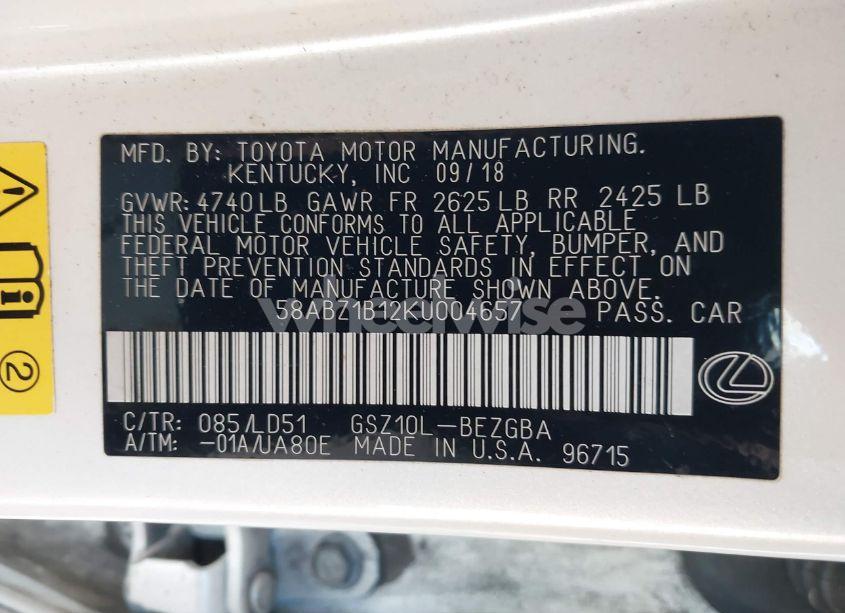 MFD. BY: TOYOTA MOTOR MANUFACTURING.
KENTUCKY, INC 09/18
GVWR: 4740LB GAWR FR 2625LB RR 2425 LB
THIS VEHICLE CONFORMS TO ALL APPLICABLE
FEDERAL MOTOR VEHICLE SAFETY, BUMPER, AND
THEFT PREVENTION STANDARDS IN EFFECT ON
THE DATE OF MANUFACTURE SHOWN ABOVE.
58ABZ1B12KU004657 PASS. CAR
wheelwise
C/TR: 085/LD51 GSZ10L-BEZGBA
A/TM: -01A/UA80E MADE IN U.S.A. 96715
2